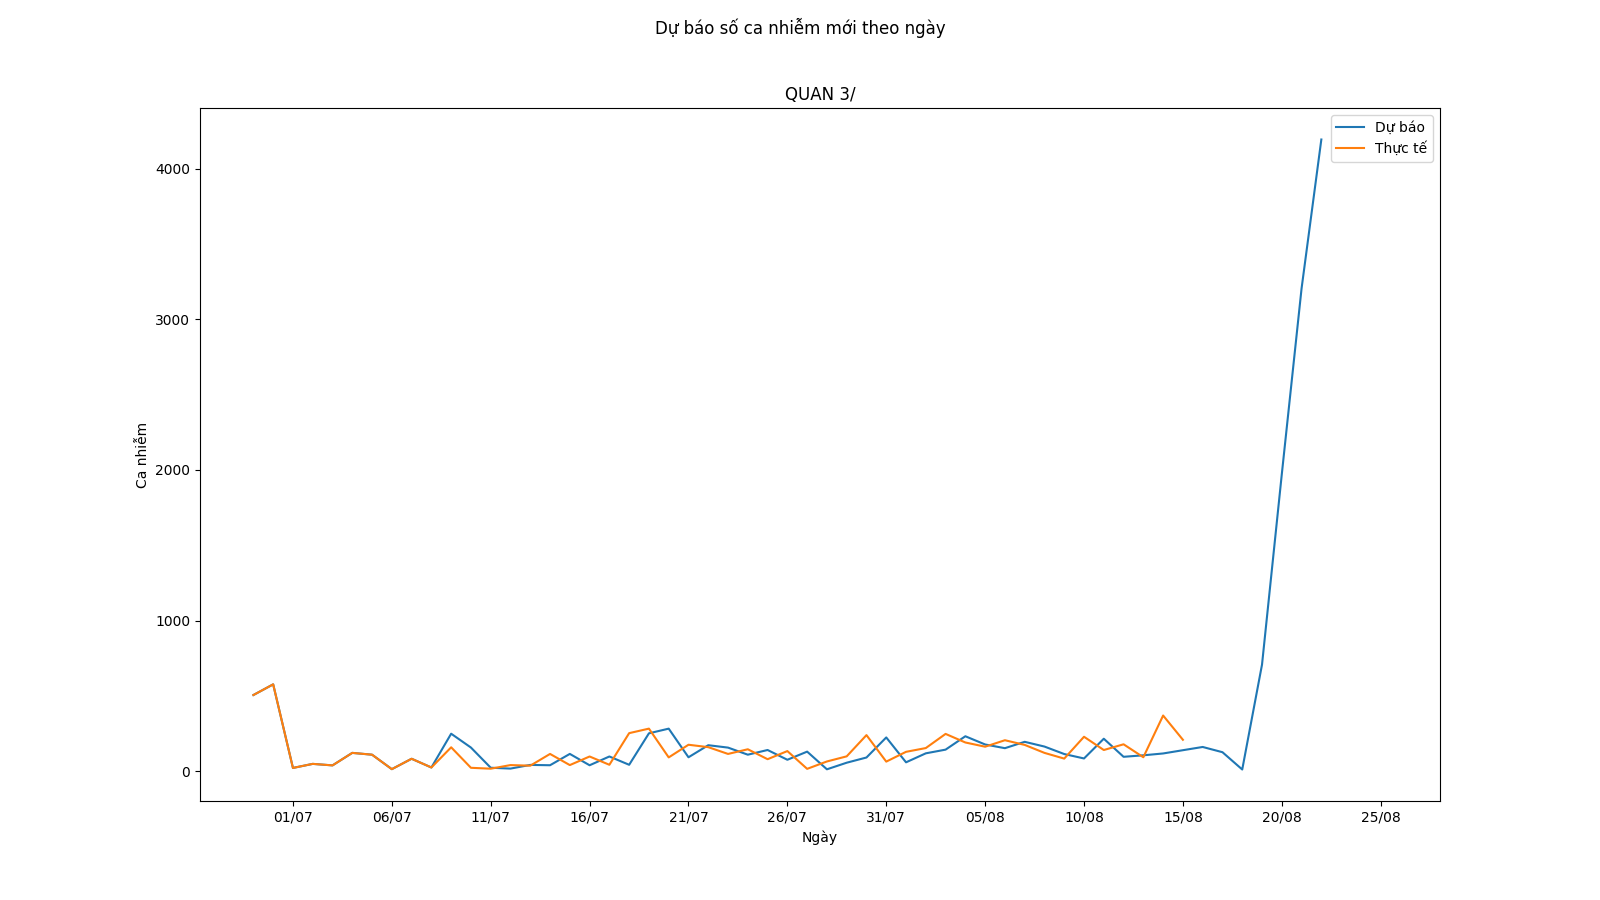 Dự báo số ca nhiễm mới theo ngày
QUAN 3/
Dự báo
Thực tế
4000
3000
2000
1000
0
Ca nhiễm
01/07 06/07 11/07 16/07 21/07 26/07 31/07 05/08 10/08 15/08 20/08 25/08
Ngày